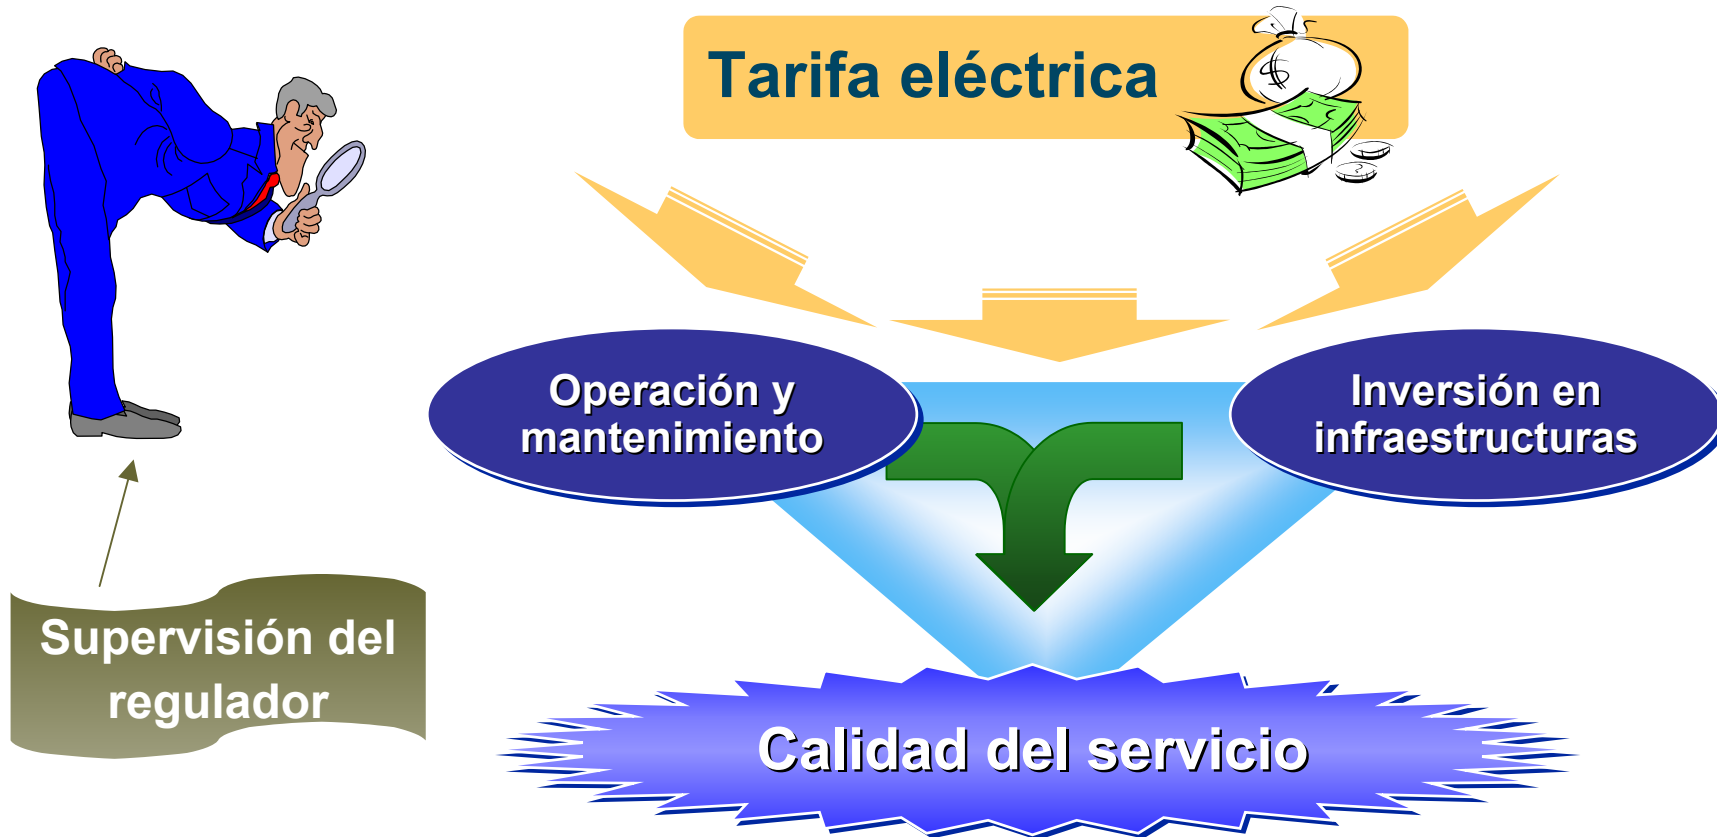 Tarifa eléctrica
Operación y
mantenimiento
Inversión en
infraestructuras
Supervisión del
regulador
Calidad del servicio